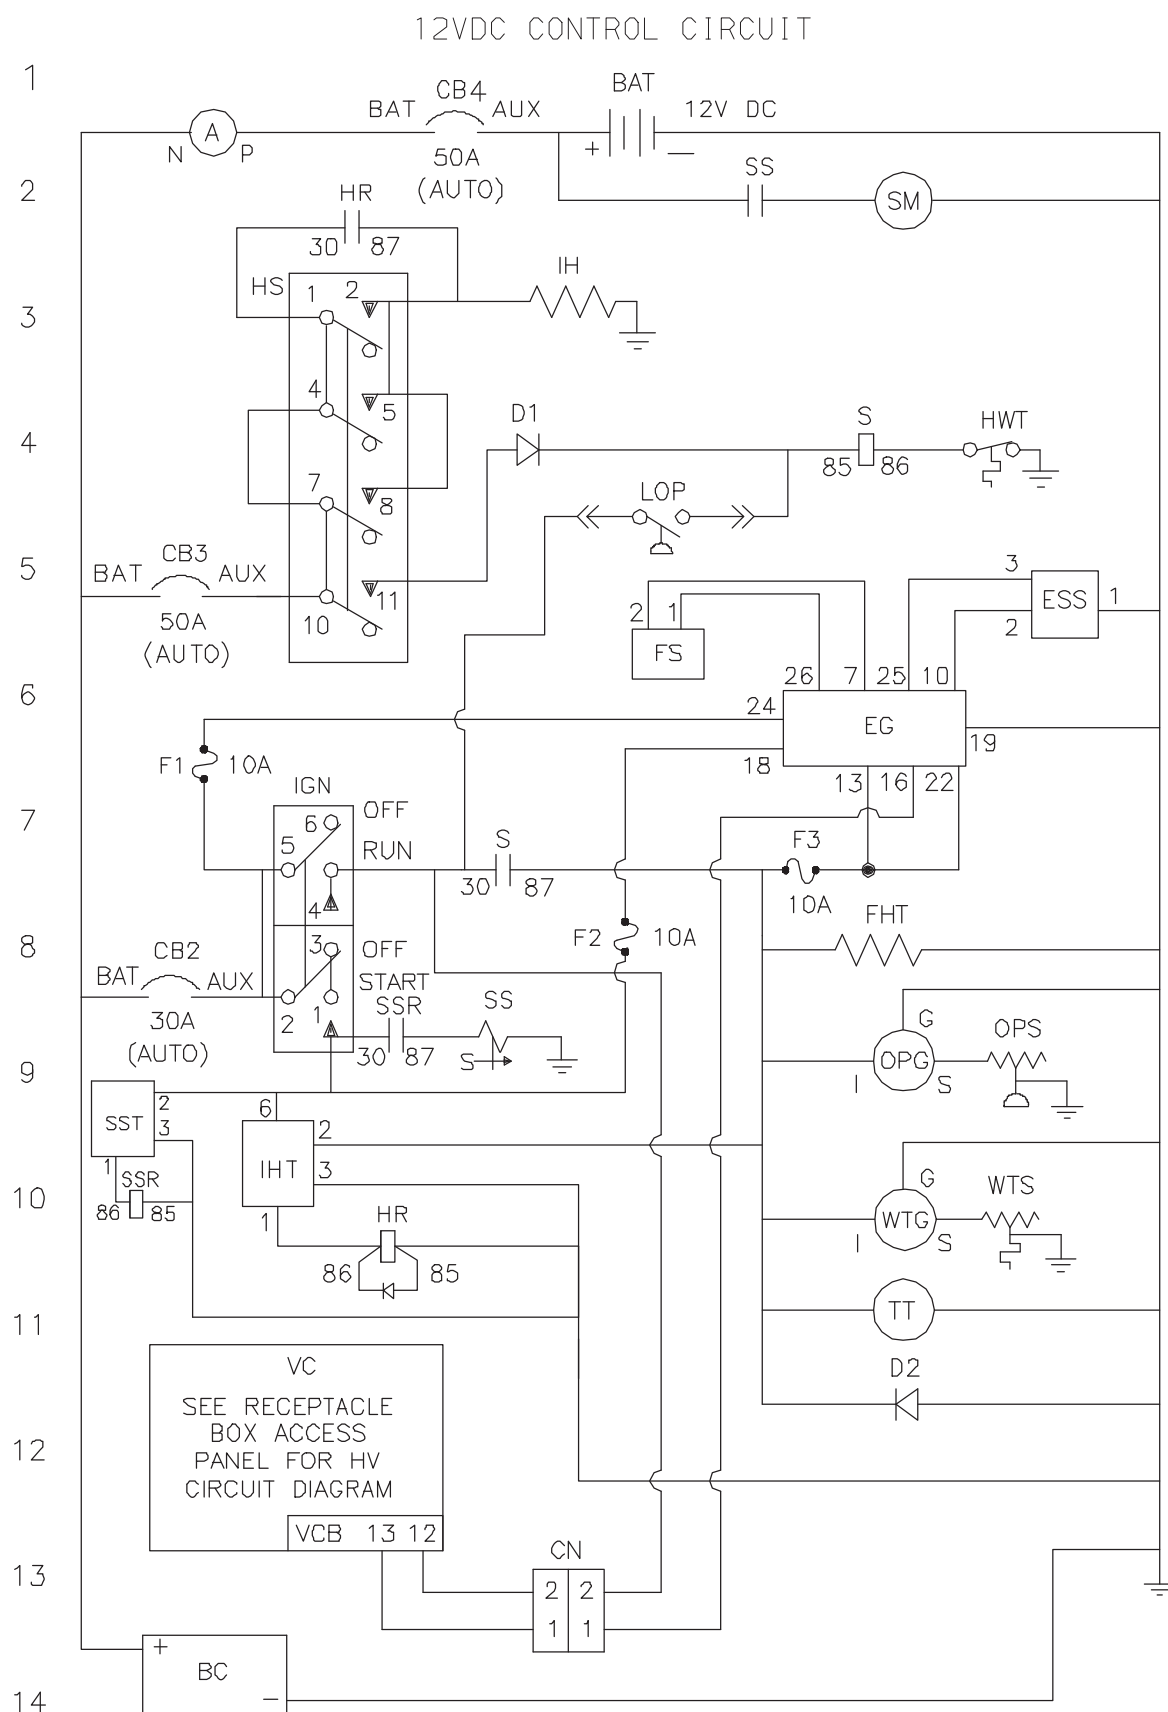 12VDC CONTROL CIRCUIT
1
BAT
CB4
BAT AUX 12V DC
A
N P
50A
+ —
(AUTO)
2
SS
SM
HR
30 87
HS
1 2
IH
3
4
5
D1
S
HWT
4
85 86
7
8
LOP
CB3
5
BAT AUX
11
3
ESS 1
2
50A
10
(AUTO)
2 1
FS
6
26 7 25 10
24
EG
19
F1 10A
18
13 16 22
IGN
7
OFF
6
5
RUN
S
F3
30 87
4
10A
FHT
8
CB2
3
OFF
F2 10A
BAT AUX
START
SSR SS
30A
2
1
G
OPS
(AUTO)
30 87
S
OPG
I S
9
SST
2
3
6
2
IHT
3
1
SSR
86 85
10
1
HR
86 85
G
WTS
WTG
I S
TT
11
VC
D2
SEE RECEPTACLE
BOX ACCESS
PANEL FOR HV
CIRCUIT DIAGRAM
12
VCB 13 12
CN
13
2 2
1 1
+
BC
−
14